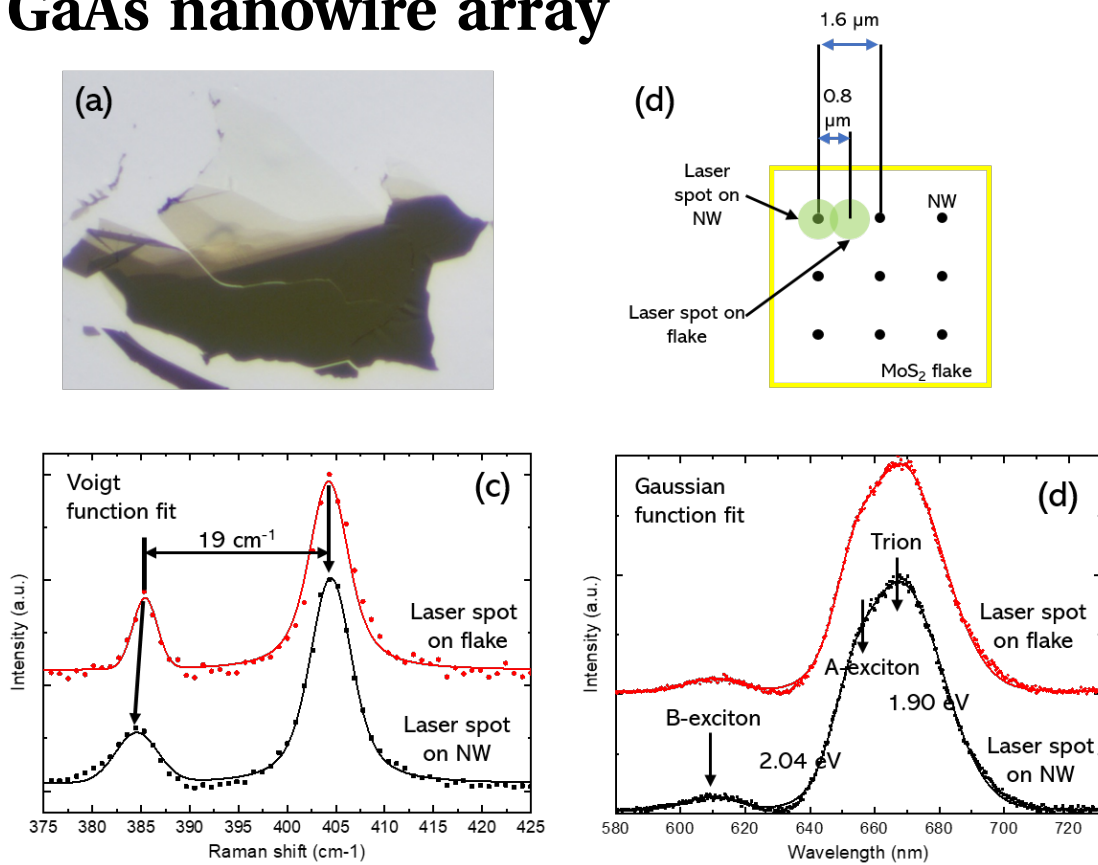 GaAs nanowire array
(a)
(d)
1.6 μm
0.8
μm
Laser
spot on
NW
NW
Laser spot on
flake
MoS₂ flake
Voigt
function fit
(c)
19 cm⁻¹
Laser spot
on flake
Laser spot
on NW
Intensity (a.u.)
375 380 385 390 395 400 405 410 415 420 425
Raman shift (cm-1)
Gaussian
function fit
(d)
Trion
Laser spot
on flake
A-exciton
1.90 eV
B-exciton
2.04 eV
Laser spot
on NW
Intensity (a.u.)
580 600 620 640 660 680 700 720
Wavelength (nm)